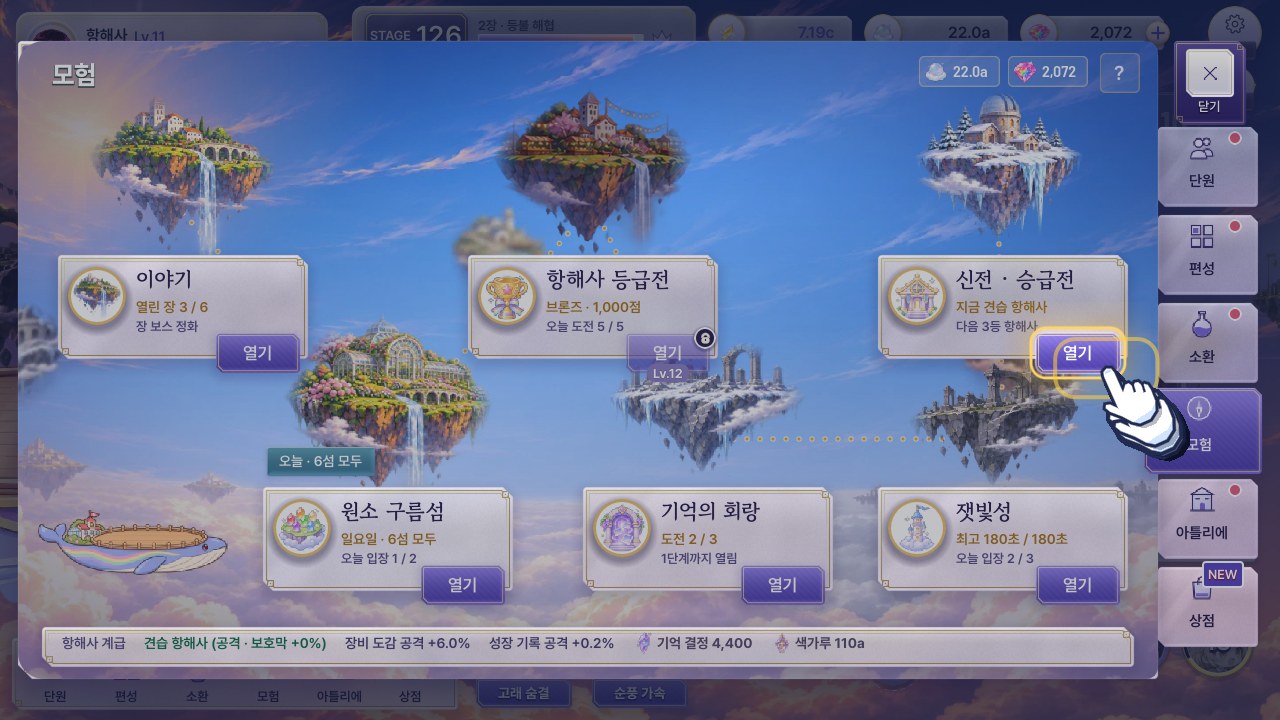 항해사 Lv.11
STAGE 126
2장 · 등불 해협
7.19c
22.0a
2,072
모험
22.0a
2,072
?
닫기
이야기
열린 장 3 / 6
장 보스 정화
열기
항해사 등급전
브론즈 · 1,000점
오늘 도전 5 / 5
열기
Lv.12
신전 · 승급전
지금 견습 항해사
다음 3등 항해사
열기
오늘 · 6섬 모두
원소 구름섬
일요일 · 6섬 모두
오늘 입장 1 / 2
열기
기억의 회랑
도전 2 / 3
1단계까지 열림
열기
잿빛성
최고 180초 / 180초
오늘 입장 2 / 3
열기
단원
편성
소환
모험
아틀리에
NEW
상점
항해사 계급 견습 항해사 (공격 · 보호막 +0%) 장비 도감 공격 +6.0% 성장 기록 공격 +0.2% 기억 결정 4,400 색가루 110a
단원 편성 소환 모험 아틀리에 상점
고래 숨결
순풍 가속